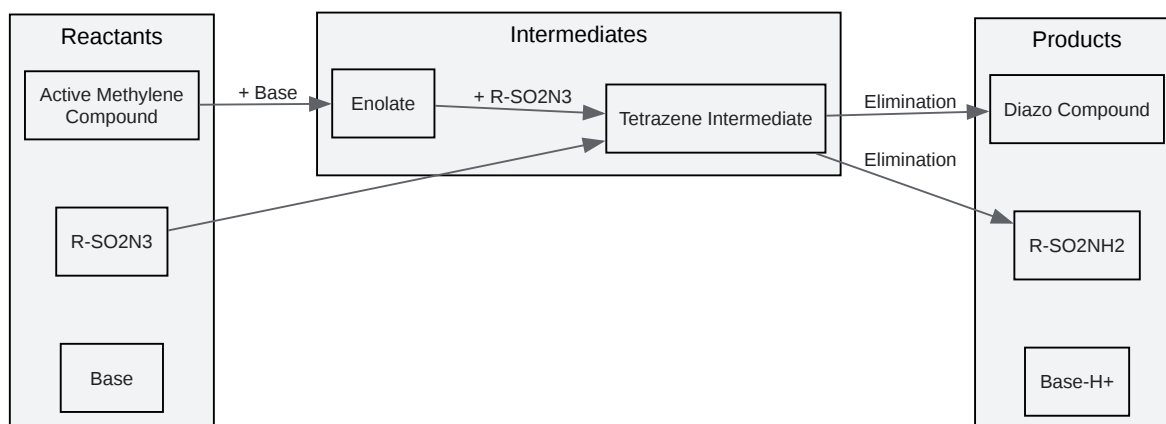 Reactants
Intermediates
Products
Active Methylene
Compound
+ Base
Enolate
+ R-SO2N3
Tetrazene Intermediate
Elimination
Diazo Compound
Elimination
R-SO2N3
R-SO2NH2
Base
Base-H+